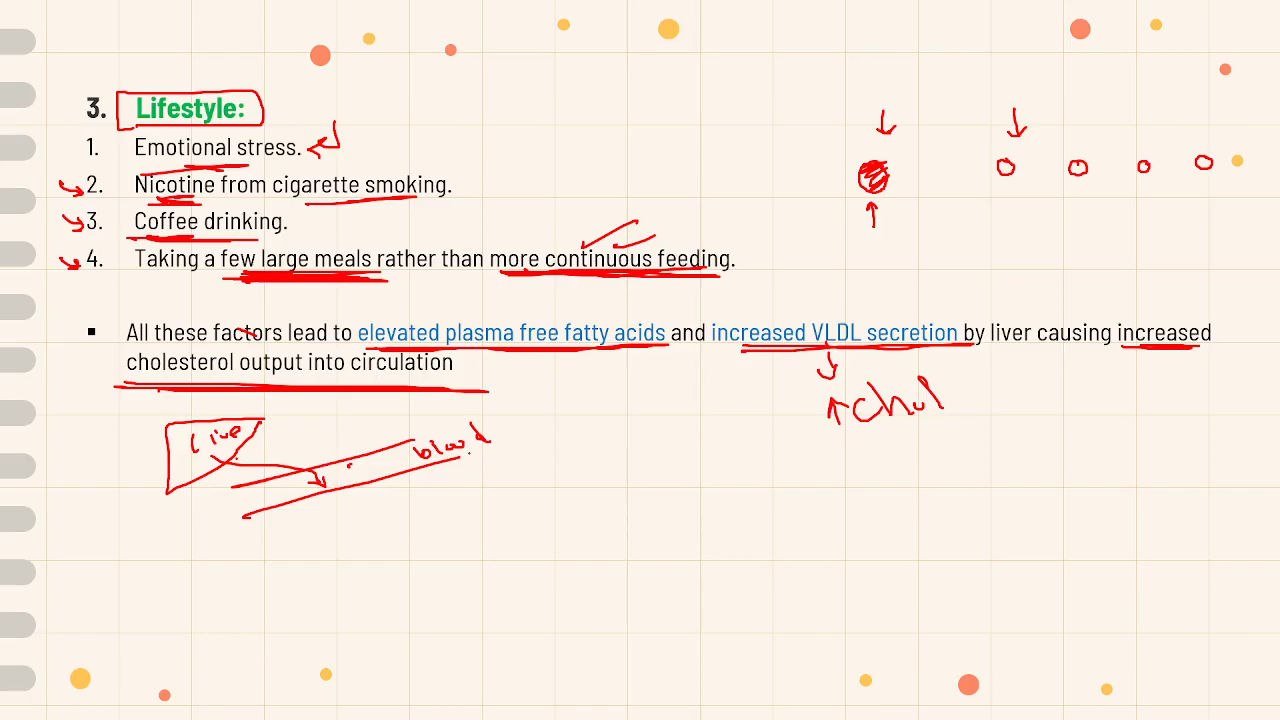 3. Lifestyle:
1. Emotional stress.
2. Nicotine from cigarette smoking.
3. Coffee drinking.
4. Taking a few large meals rather than more continuous feeding.
▪ All these factors lead to elevated plasma free fatty acids and increased VLDL secretion by liver causing increased
cholesterol output into circulation
↑ Chol
Live
blood